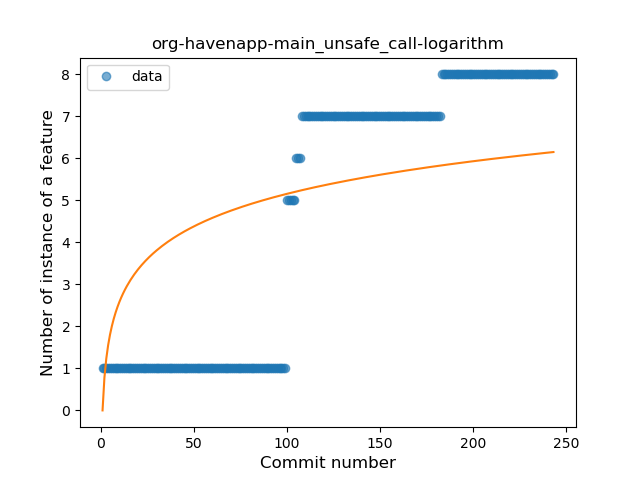 org-havenapp-main_unsafe_call-logarithm
data
Number of instance of a feature
8
7
6
5
4
3
2
1
0
0 50 100 150 200 250
Commit number